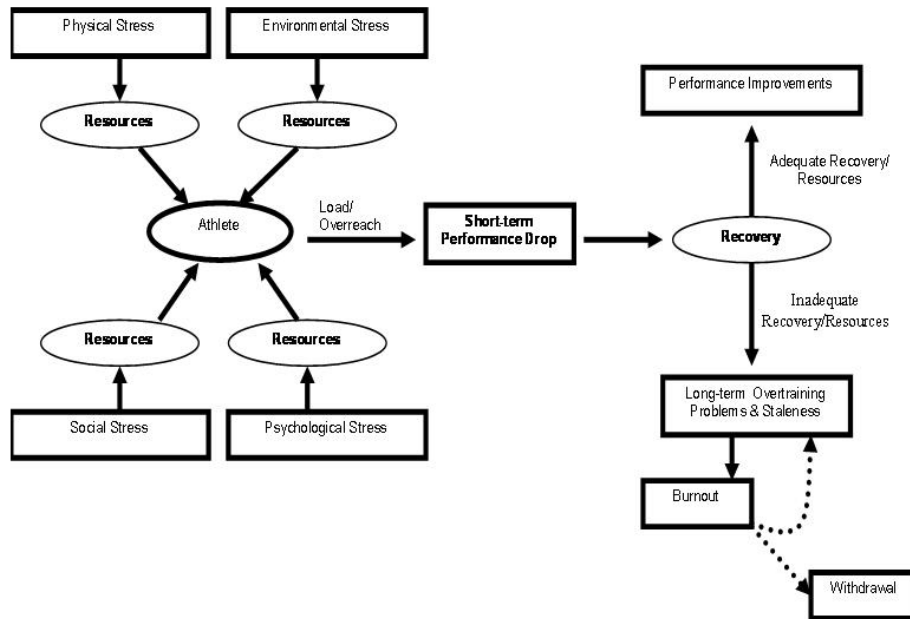 Physical Stress
Environmental Stress
Resources
Resources
Athlete
Load/
Overreach
Short-term
Performance Drop
Recovery
Performance Improvements
Adequate Recovery/
Resources
Inadequate
Recovery/Resources
Resources
Resources
Social Stress
Psychological Stress
Long-term Overtraining
Problems & Staleness
Burnout
Withdrawal